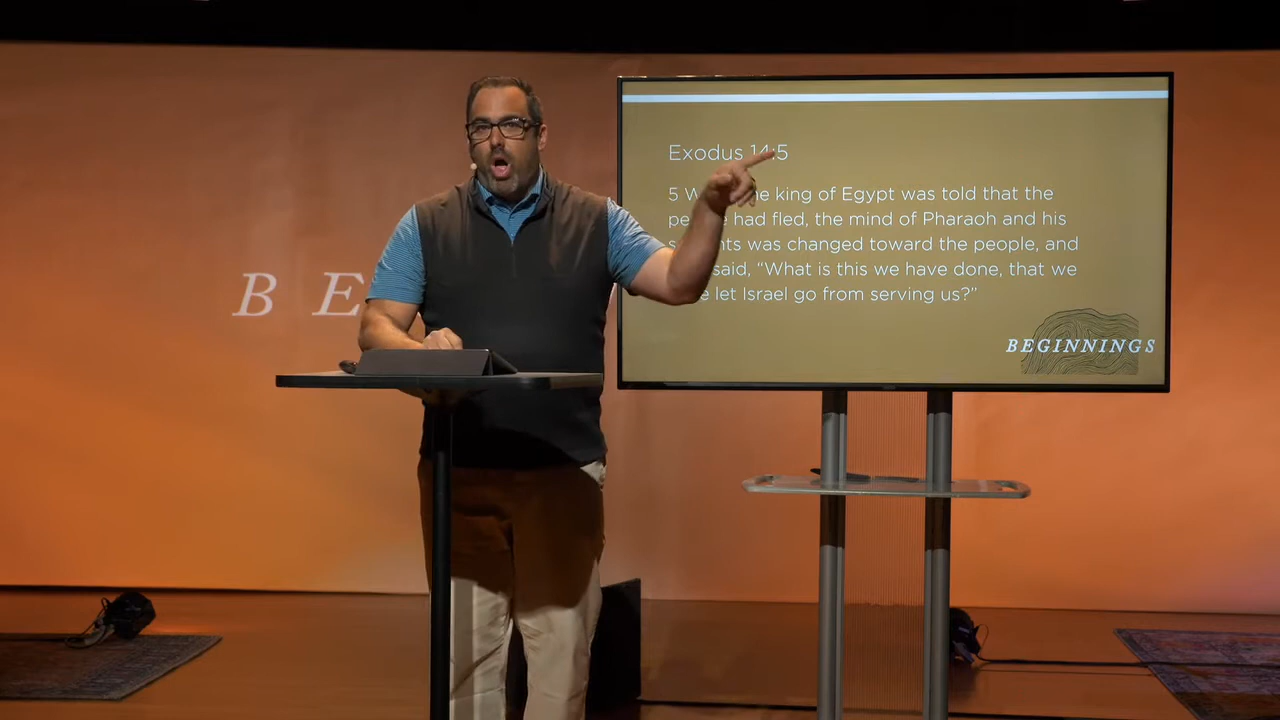 B E
Exodus 14:5
5 king of Egypt was told that the
had fled, the mind of Pharaoh and his
was changed toward the people, and
said, “What is this we have done, that we
let Israel go from serving us?”
BEGINNINGS